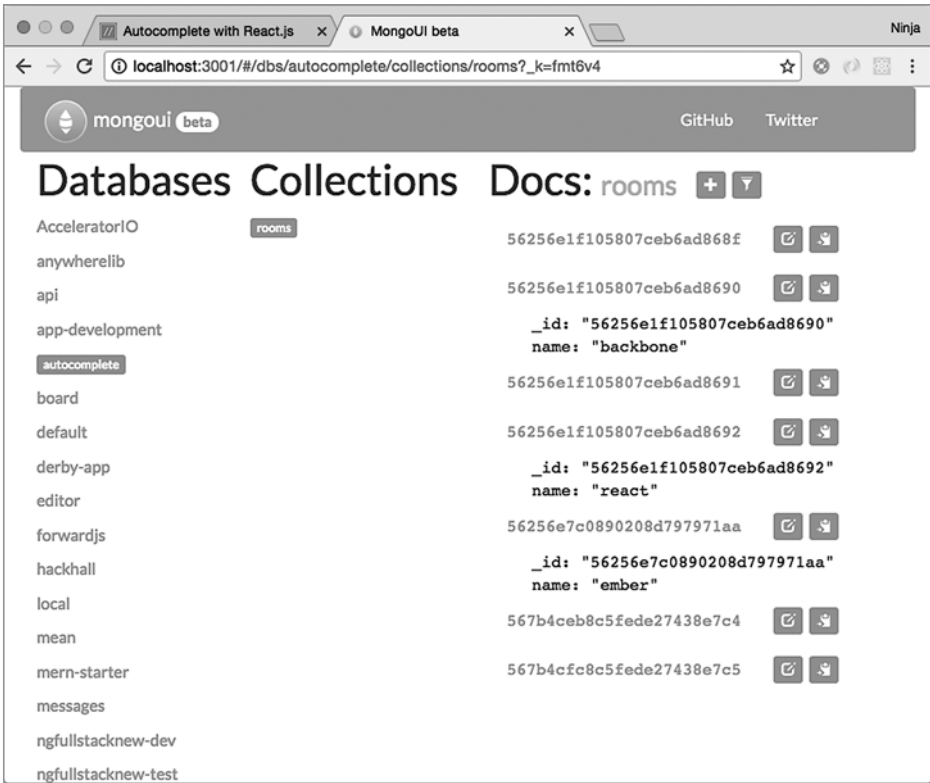 Autocomplete with React.js
MongoUI beta
Ninja
localhost:3001/#/dbs/autocomplete/collections/rooms?_k=fmt6v4
mongoui beta
GitHub
Twitter
Databases
AcceleratorIO
anywherelib
api
app-development
autocomplete
board
default
derby-app
editor
forwardjs
hackhall
local
mean
mern-starter
messages
ngfullstacknew-dev
ngfullstacknew-test
Collections
rooms
Docs: rooms
56256e1f105807ceb6ad868f
56256e1f105807ceb6ad8690
_id: "56256e1f105807ceb6ad8690"
name: "backbone"
56256e1f105807ceb6ad8691
56256e1f105807ceb6ad8692
_id: "56256e1f105807ceb6ad8692"
name: "react"
56256e7c0890208d797971aa
_id: "56256e7c0890208d797971aa"
name: "ember"
567b4ceb8c5fede27438e7c4
567b4cfc8c5fede27438e7c5